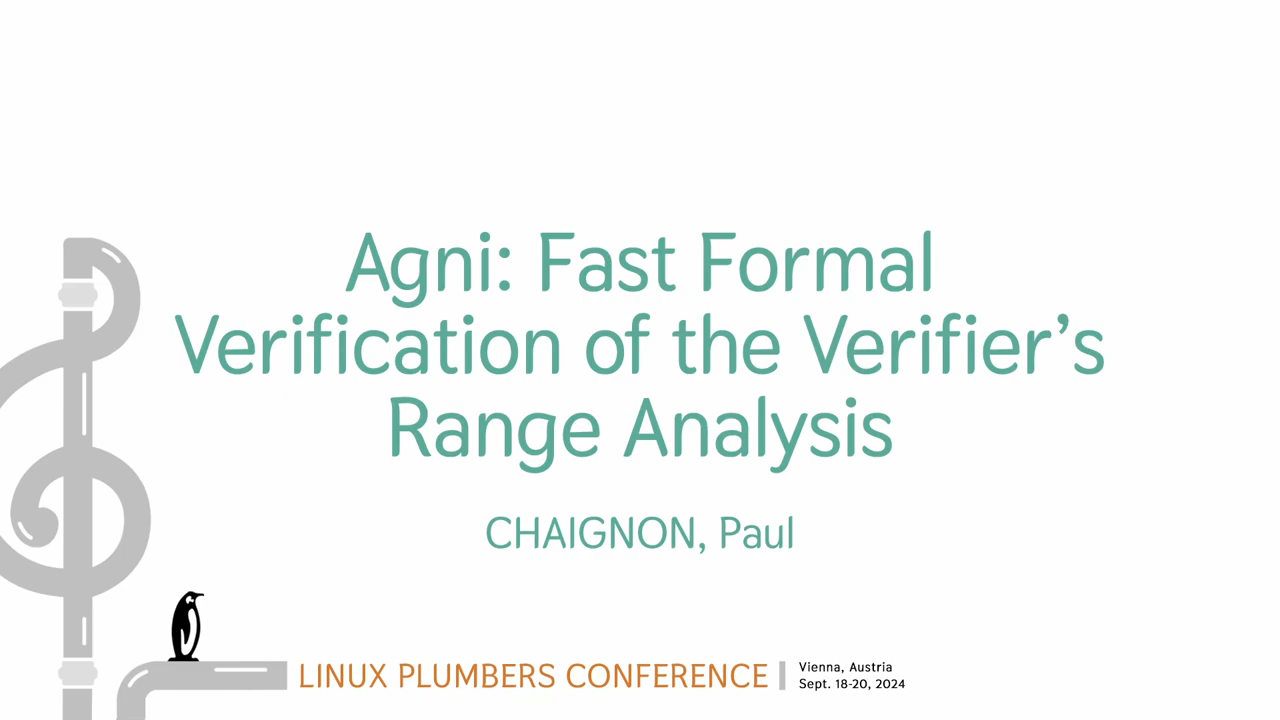 Agni: Fast Formal
Verification of the Verifier’s
Range Analysis
CHAIGNON, Paul
LINUX PLUMBERS CONFERENCE
Vienna, Austria
Sept. 18-20, 2024